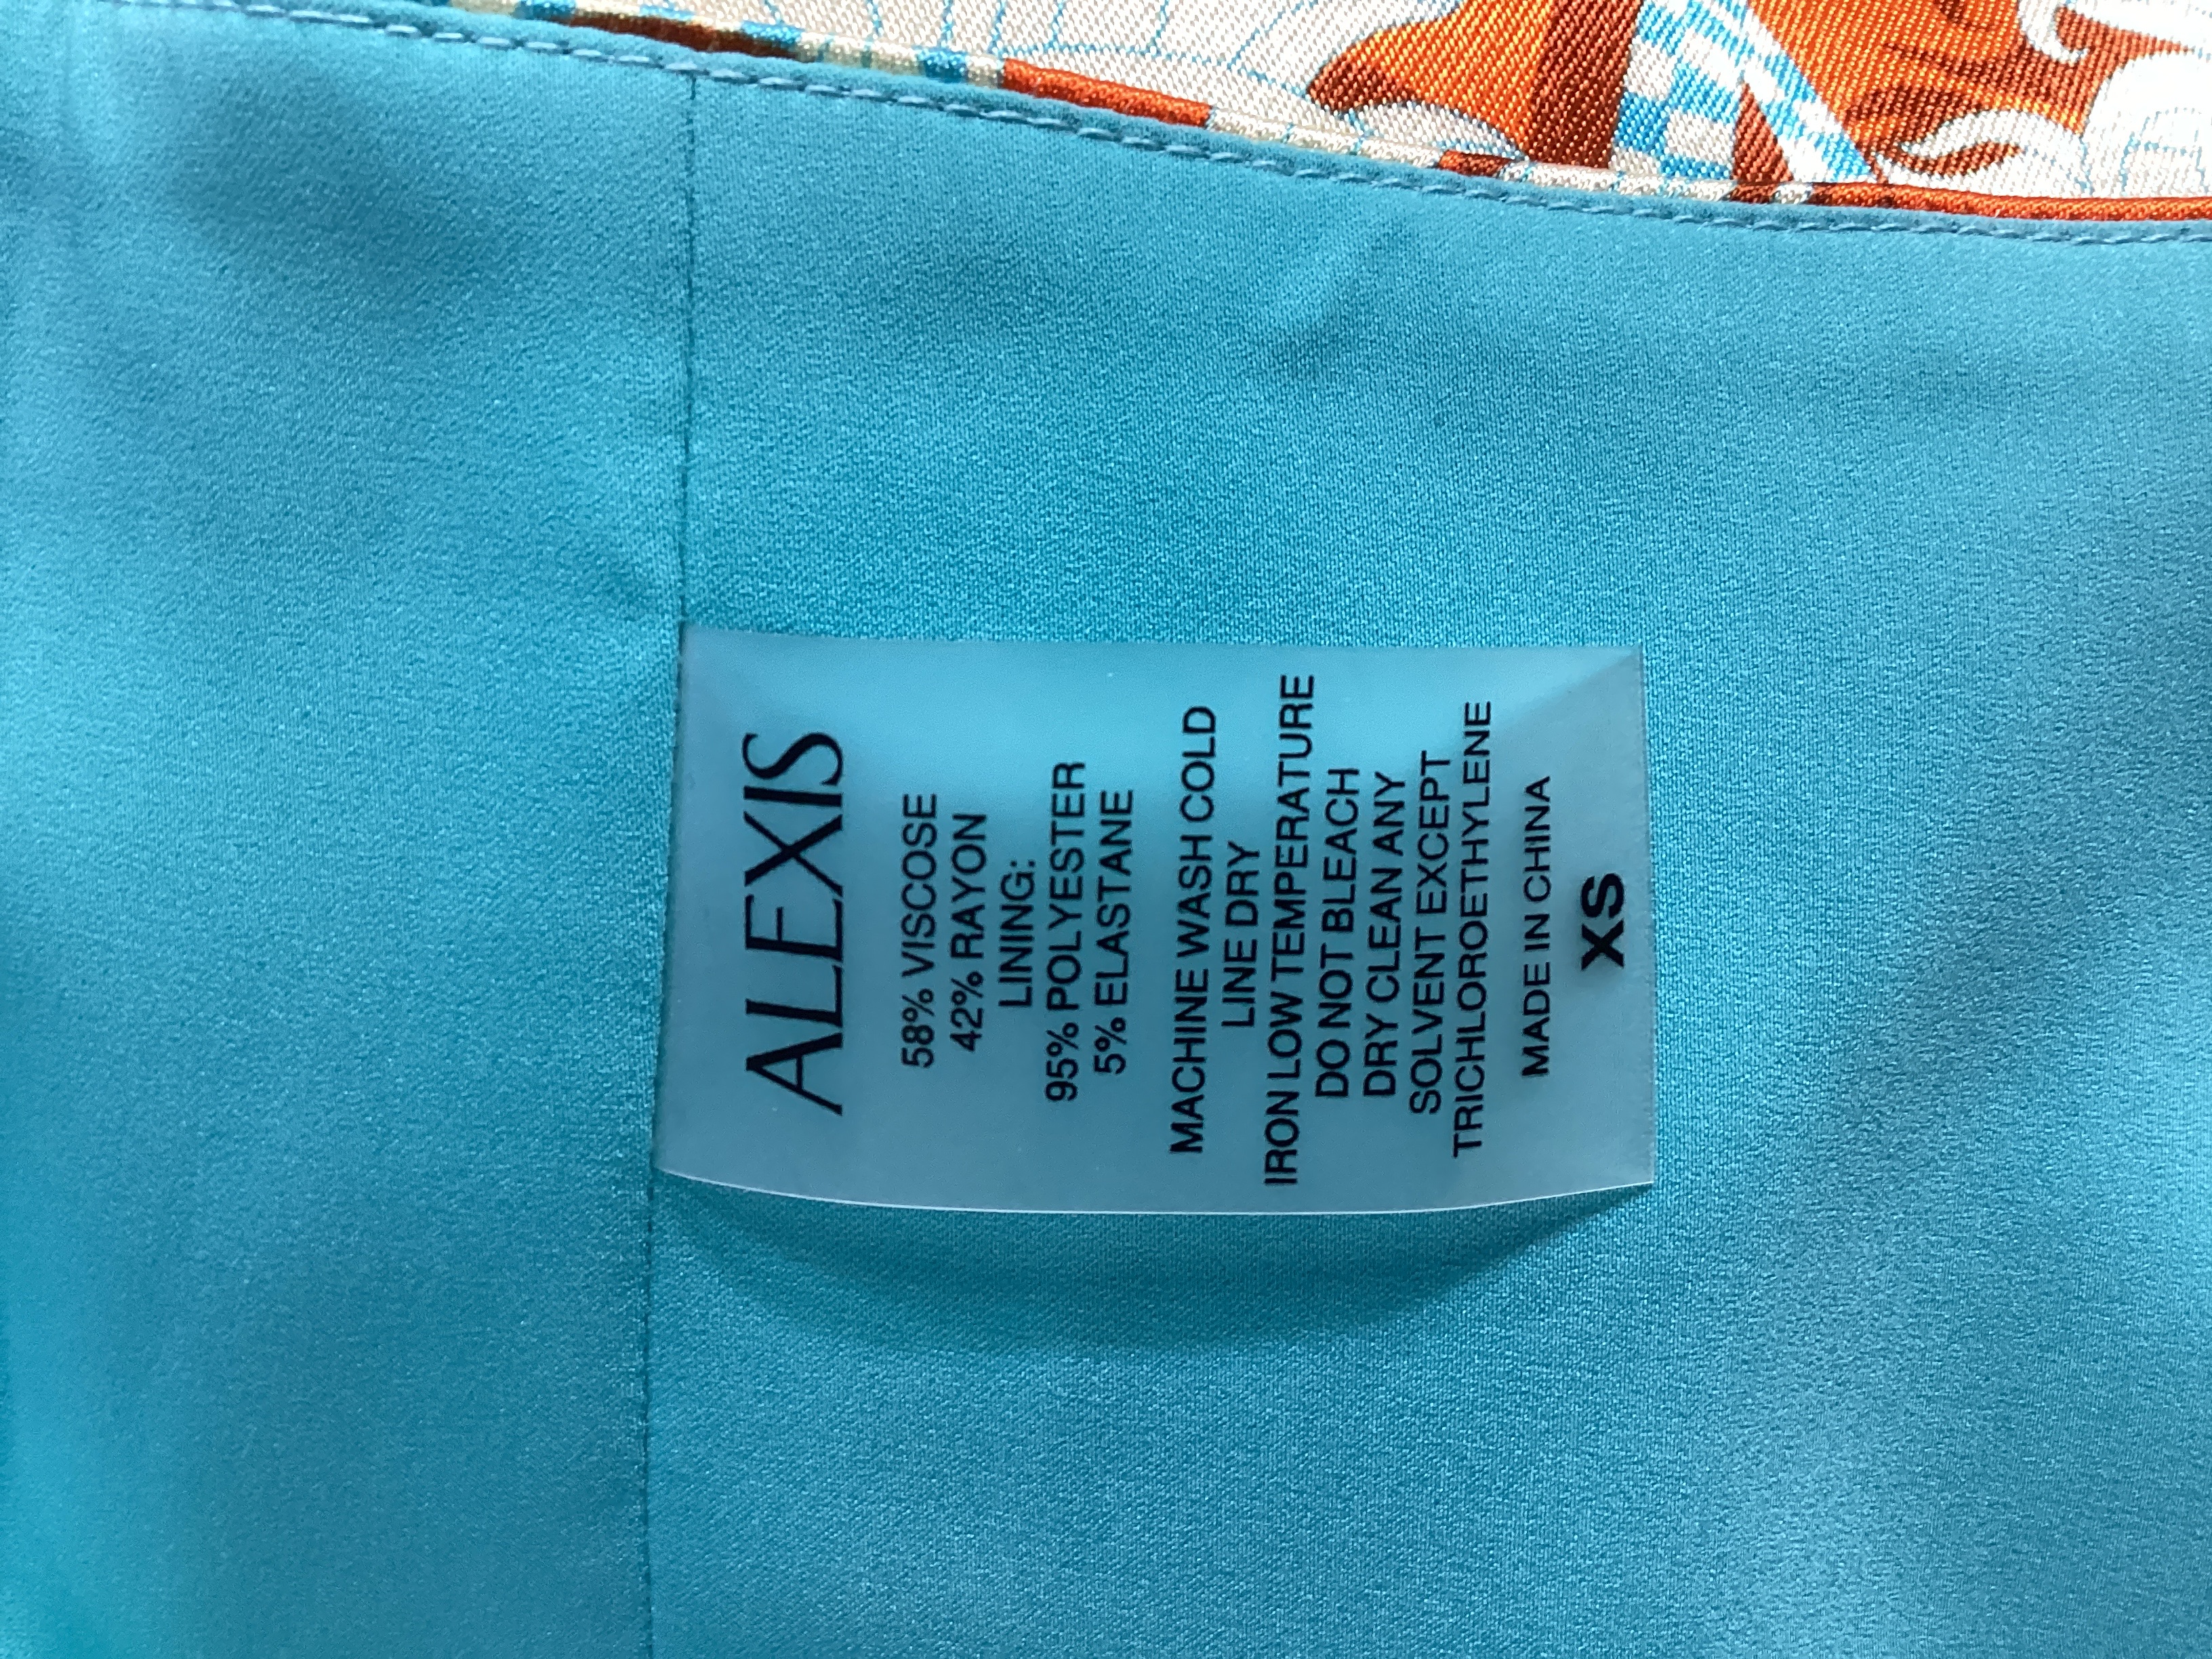 ALEXIS
58% VISCOSE
42% RAYON
LINING:
95% POLYESTER
5% ELASTANE
MACHINE WASH COLD
LINE DRY
IRON LOW TEMPERATURE
DO NOT BLEACH
DRY CLEAN ANY
SOLVENT EXCEPT
TRICHLOROETHYLENE
MADE IN CHINA
XS